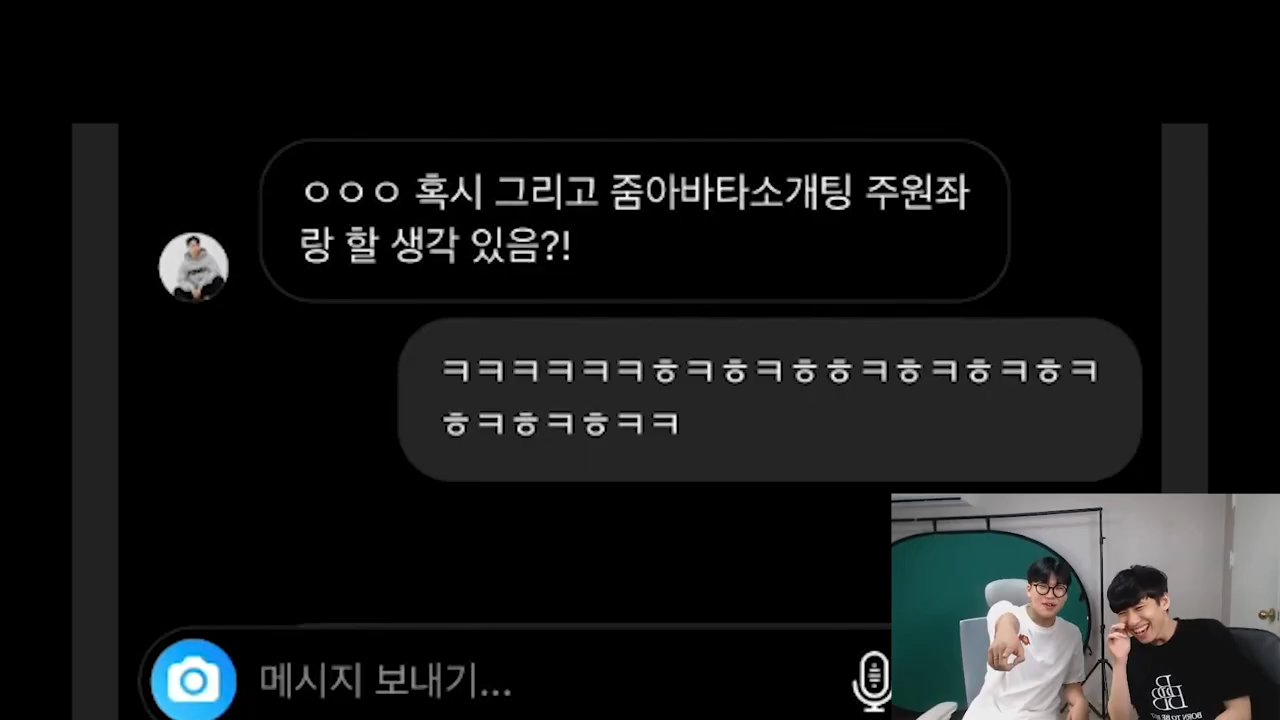 ㅇㅇㅇ 혹시 그리고 줌아바타소개팅 주원좌
랑 할 생각 있음?!
ㅋㅋㅋㅋㅋㅋㅎㅋㅎㅋㅎㅎㅋㅎㅋㅎㅋㅎㅋ
ㅎㅋㅎㅋㅎㅋㅋ
메시지 보내기...